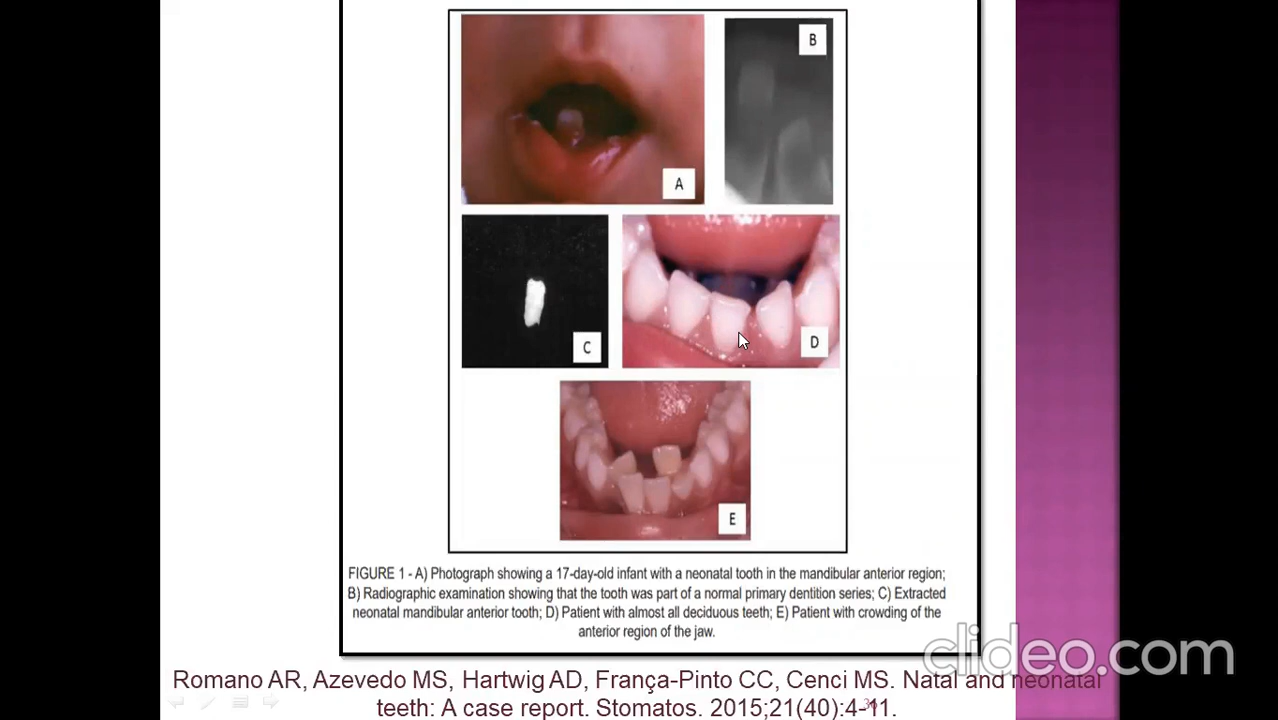 B
A
C
D
E
FIGURE 1 - A) Photograph showing a 17-day-old infant with a neonatal tooth in the mandibular anterior region;
B) Radiographic examination showing that the tooth was part of a normal primary dentition series; C) Extracted
neonatal mandibular anterior tooth; D) Patient with almost all deciduous teeth; E) Patient with crowding of the
anterior region of the jaw.
clideo.com
Romano AR, Azevedo MS, Hartwig AD, França-Pinto CC, Cenci MS. Natal and neonatal
teeth: A case report. Stomatos. 2015;21(40):4-11.